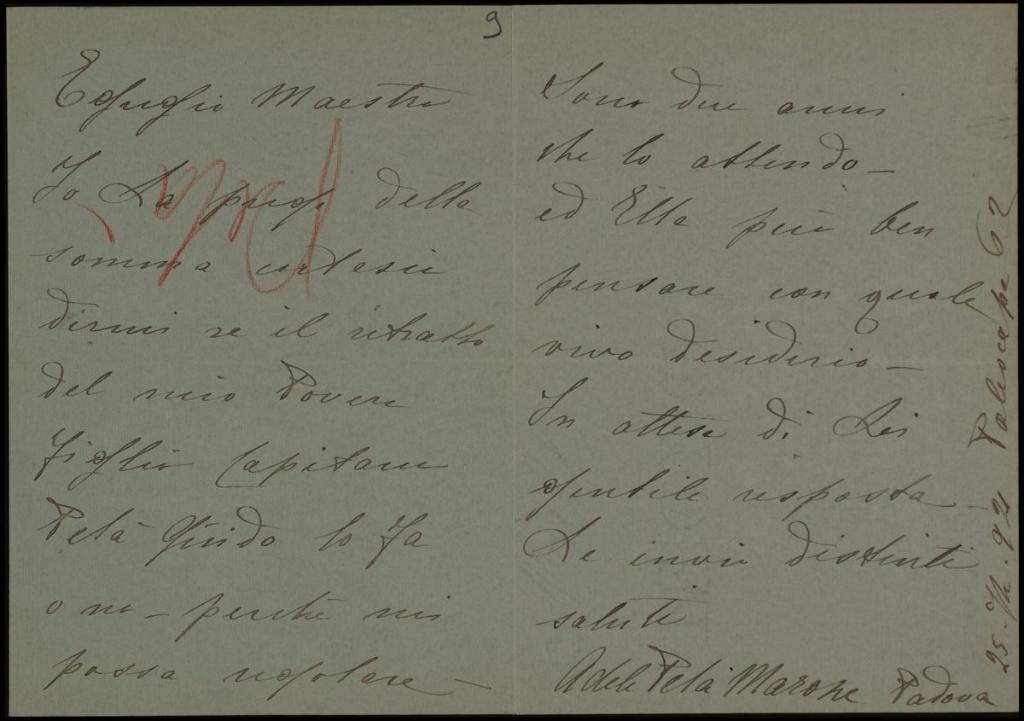 9
Egregio Maestro
Io La prego della
somma cortesia
dirmi se il ritratto
del mio Povero
Figlio Capitano
Pelà Guido lo fa
o no – perchè mi
possa regolare –
Sono due anni
che lo attendo –
ed Ella può ben
pensare con quale
vivo desiderio –
In attesa di Lei
gentile risposta –
Le invio distinti
saluti
Adele Pelà Marone Padova
Paleocapa 62